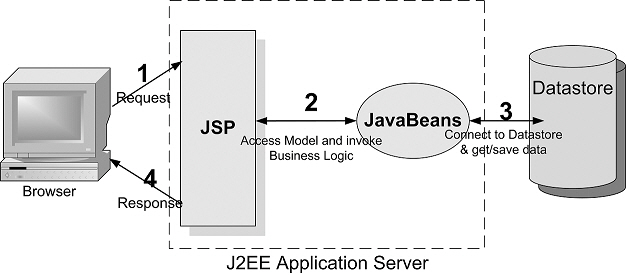 1
Request
4
Response
Browser
JSP
2
Access Model and invoke
Business Logic
JavaBeans
3
Connect to Datastore
& get/save data
Datastore
J2EE Application Server